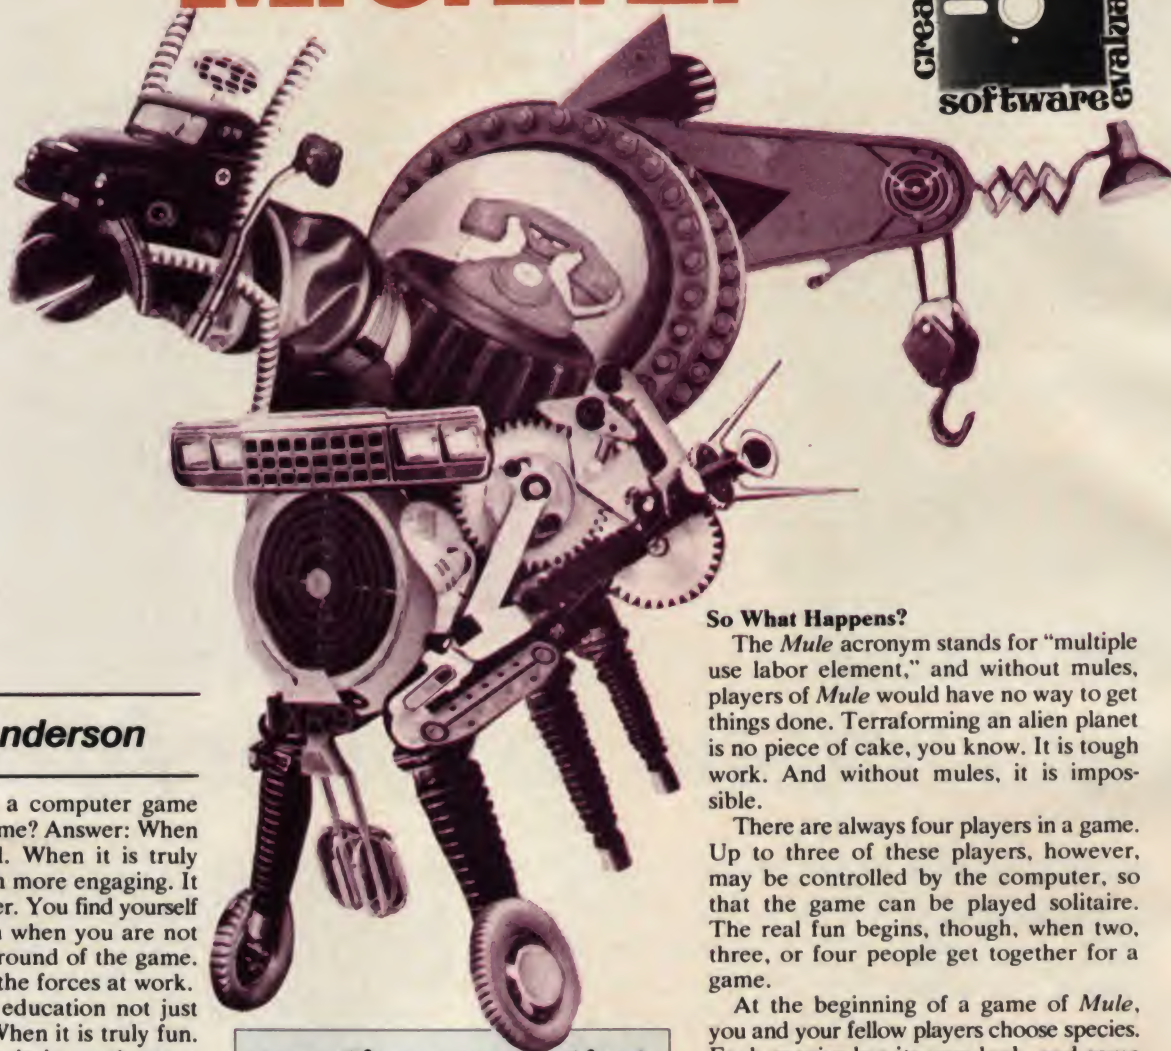 M.U.L.E.
crea
software
evalua
nderson
a computer game
me? Answer: When
l. When it is truly
n more engaging. It
er. You find yourself
n when you are not
round of the game.
the forces at work.
education not just
When it is truly fun.
So What Happens?
The Mule acronym stands for "multiple
use labor element," and without mules,
players of Mule would have no way to get
things done. Terraforming an alien planet
is no piece of cake, you know. It is tough
work. And without mules, it is impos-
sible.
There are always four players in a game.
Up to three of these players, however,
may be controlled by the computer, so
that the game can be played solitaire.
The real fun begins, though, when two,
three, or four people get together for a
game.
At the beginning of a game of Mule,
you and your fellow players choose species.